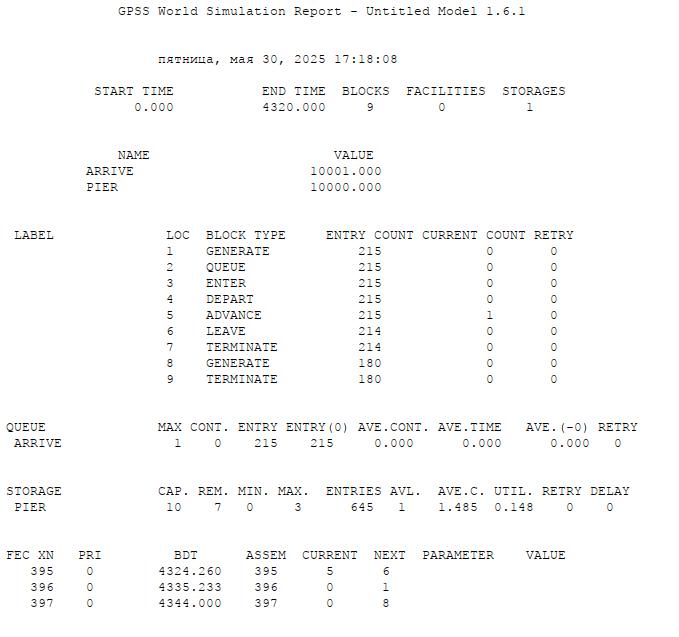 GPSS World Simulation Report - Untitled Model 1.6.1
пятница, мая 30, 2025 17:18:08
START TIME END TIME BLOCKS FACILITIES STORAGES
0.000 4320.000 9 0 1
NAME VALUE
ARRIVE 10001.000
PIER 10000.000
LABEL LOC BLOCK TYPE ENTRY COUNT CURRENT COUNT RETRY
1 GENERATE 215 0 0
2 QUEUE 215 0 0
3 ENTER 215 0 0
4 DEPART 215 0 0
5 ADVANCE 215 1 0
6 LEAVE 214 0 0
7 TERMINATE 214 0 0
8 GENERATE 180 0 0
9 TERMINATE 180 0 0
QUEUE MAX CONT. ENTRY ENTRY(0) AVE.CONT. AVE.TIME AVE.(-0) RETRY
ARRIVE 1 0 215 215 0.000 0.000 0.000 0
STORAGE CAP. REM. MIN. MAX. ENTRIES AVL. AVE.C. UTIL. RETRY DELAY
PIER 10 7 0 3 645 1 1.485 0.148 0 0
FEC XN PRI BDT ASSEM CURRENT NEXT PARAMETER VALUE
395 0 4324.260 395 5 6
396 0 4335.233 396 0 1
397 0 4344.000 397 0 8